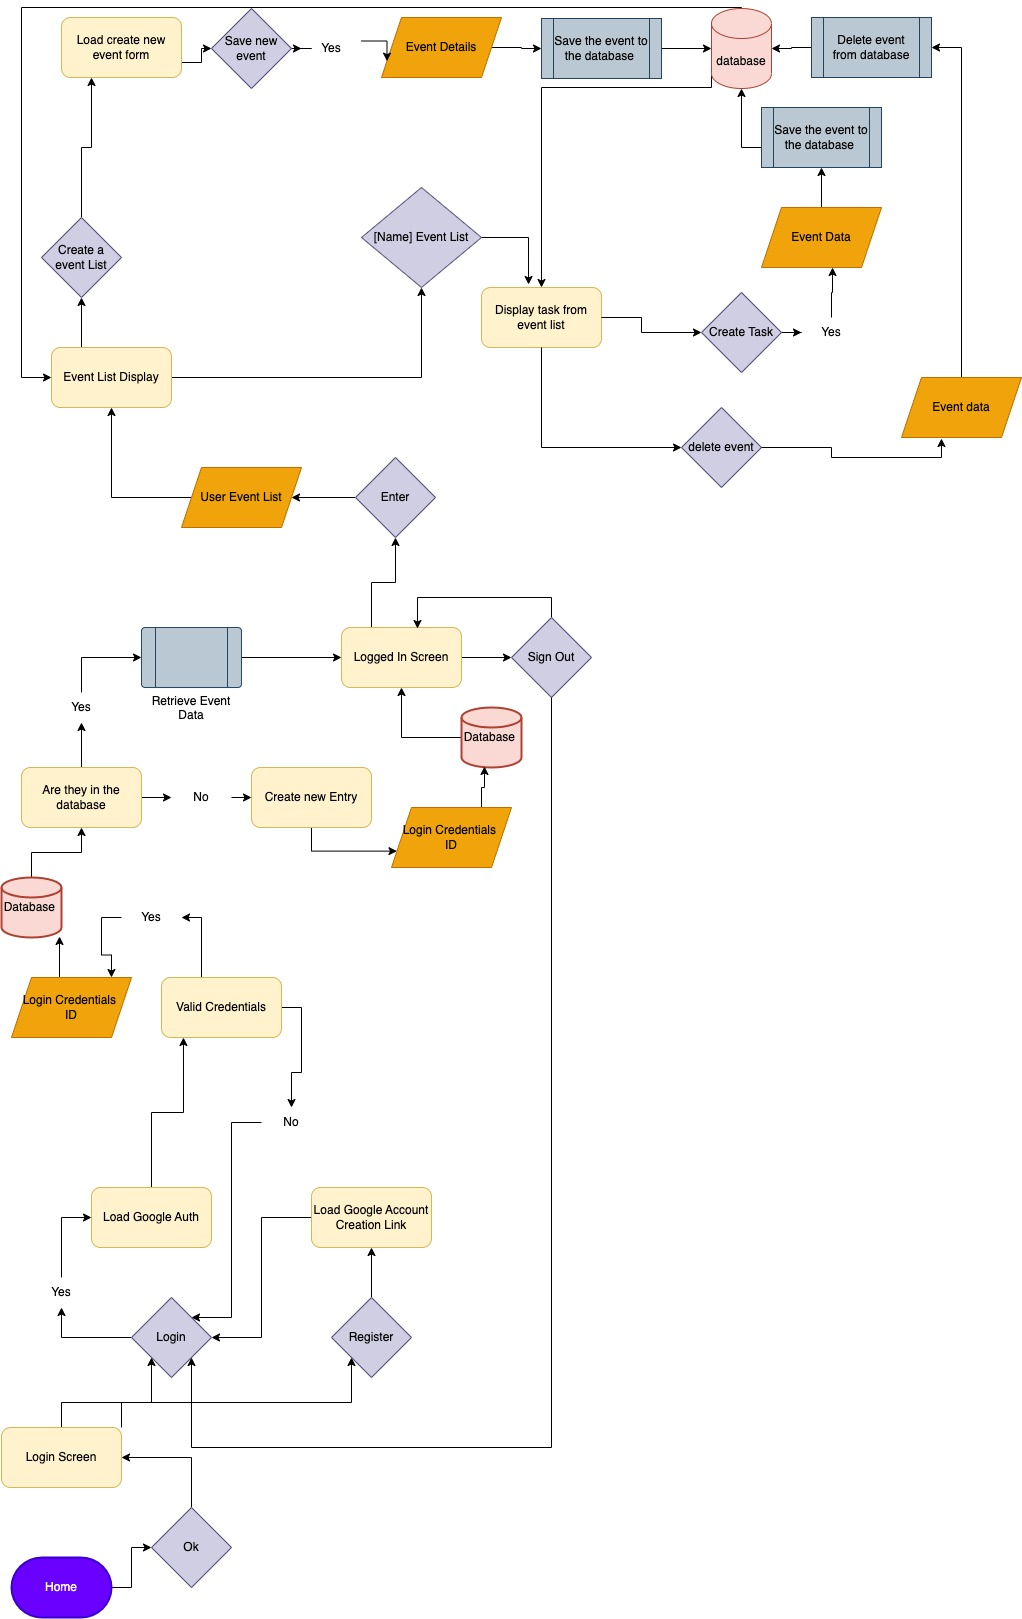 Load create new
event form
Save new
event
Yes
Event Details
Save the event to
the database
database
Delete event
from database
Save the event to
the database
Event Data
Create a
event List
[Name] Event List
Display task from
event list
Create Task
Yes
Event List Display
Event data
delete event
User Event List
Enter
Logged In Screen
Sign Out
Retrieve Event
Data
Yes
Database
Are they in the
database
No
Create new Entry
Login Credentials
ID
Database
Yes
Login Credentials
ID
Valid Credentials
No
Load Google Auth
Load Google Account
Creation Link
Yes
Login
Register
Login Screen
Ok
Home